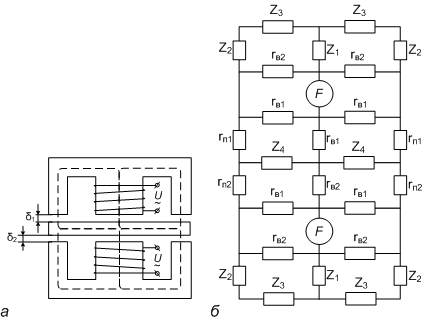 Z₃ Z₃
Z₂ Z₁ Z₂
rв2 rв2
F
rв1 rв1
rп1 rв1 rп1
Z₄ Z₄
rп2 rв2 rп2
rв1 rв1
F
rв2 rв2
Z₂ Z₁ Z₂
Z₃ Z₃
δ₁
δ₂
U
~
U
~
а
б